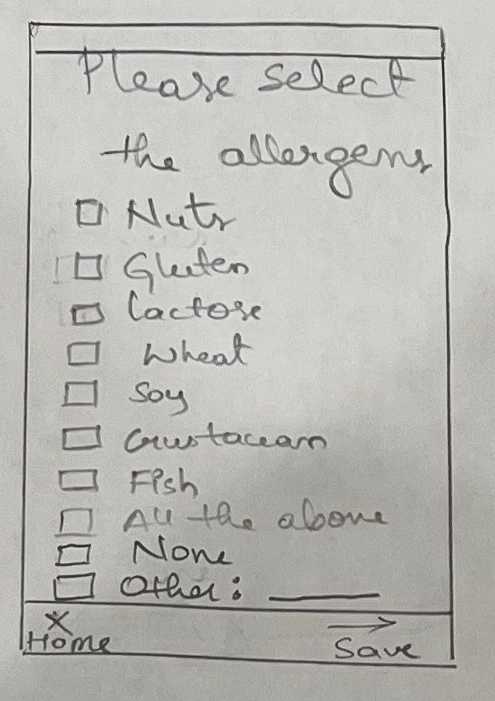 Please select
the allergens
Nuts
Gluten
Lactose
Wheat
Soy
Crustacean
Fish
All the above
None
Other: ______
X
Home
Save